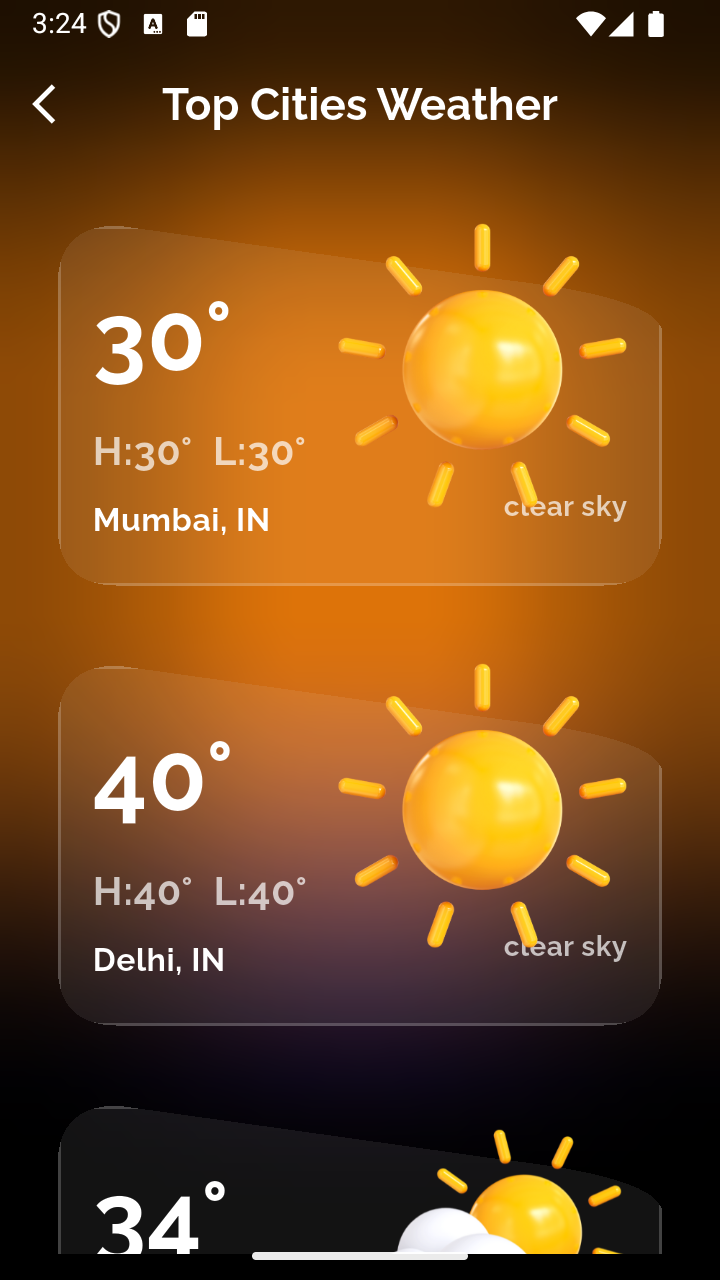 3:24
Top Cities Weather
30°
H:30° L:30°
Mumbai, IN
clear sky
40°
H:40° L:40°
Delhi, IN
clear sky
34°